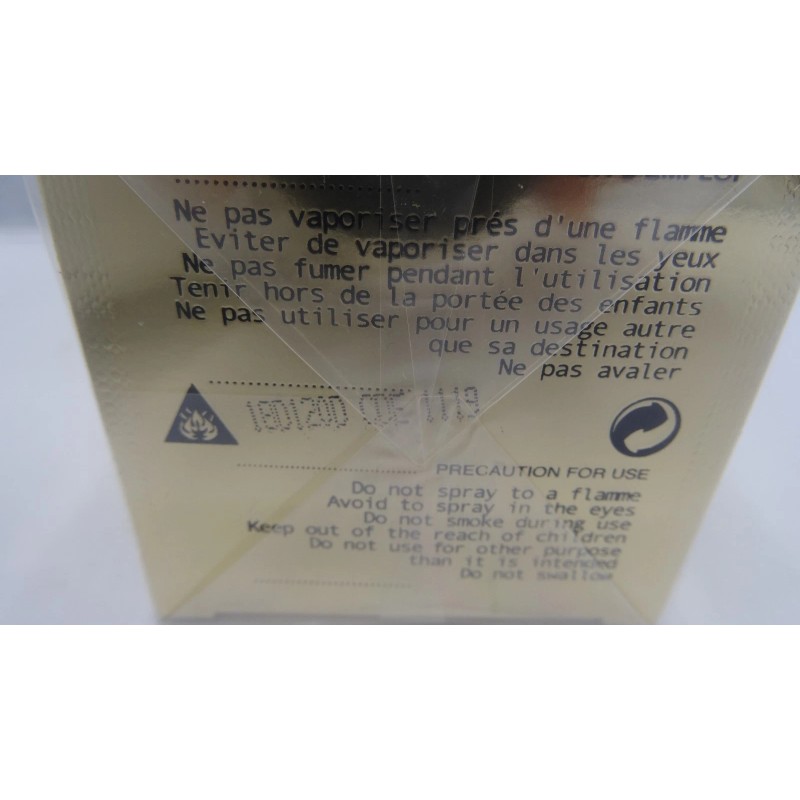 D'EMPLOI
Ne pas vaporiser prés d'une flamme
Eviter de vaporiser dans les yeux
Ne pas fumer pendant l'utilisation
Tenir hors de la portée des enfants
Ne pas utiliser pour un usage autre
que sa destination
Ne pas avaler
18D120D CDE 1119
PRECAUTION FOR USE
Do not spray to a flamme
Avoid to spray in the eyes
Do not smoke during use
Keep out of the reach of children
Do not use for other purpose
than it is intended
Do not swallow